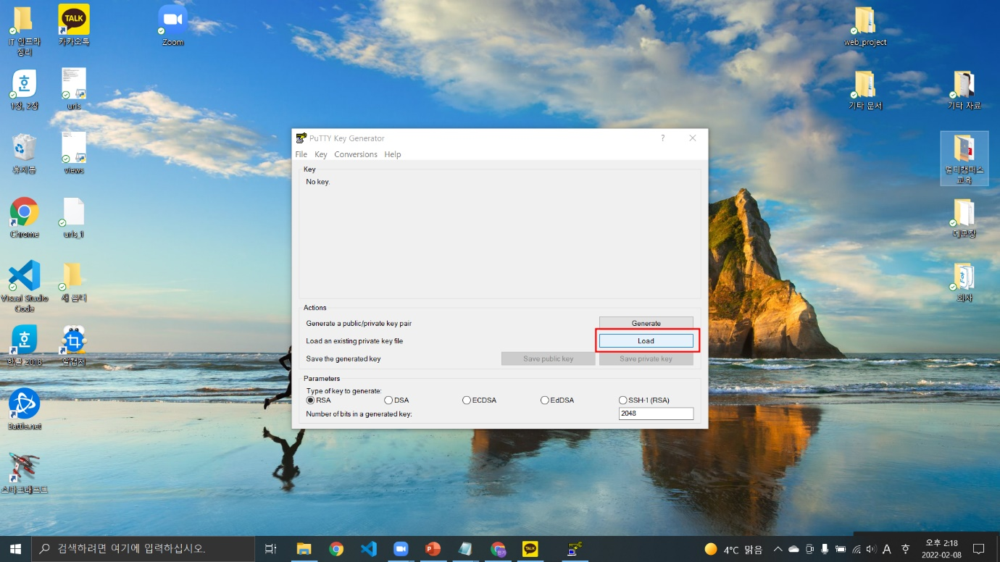 IT 인프라
정리
TALK
카카오톡
Zoom
web_project
1장, 2장
urls
기타 문서
기타 자료
휴지통
views
멀티캠퍼스
교육
Chrome
urls_1
메모장
Visual Studio
Code
새 폴더
회사
한글 2018
알캡처
Battle.net
스타크래프트
PuTTY Key Generator
?
File Key Conversions Help
Key
No key.
Actions
Generate a public/private key pair
Generate
Load an existing private key file
Load
Save the generated key
Save public key
Save private key
Parameters
Type of key to generate:
RSA DSA ECDSA EdDSA SSH-1 (RSA)
Number of bits in a generated key:
2048
검색하려면 여기에 입력하십시오.
TALK
4°C 맑음
A
오후 2:18
2022-02-08